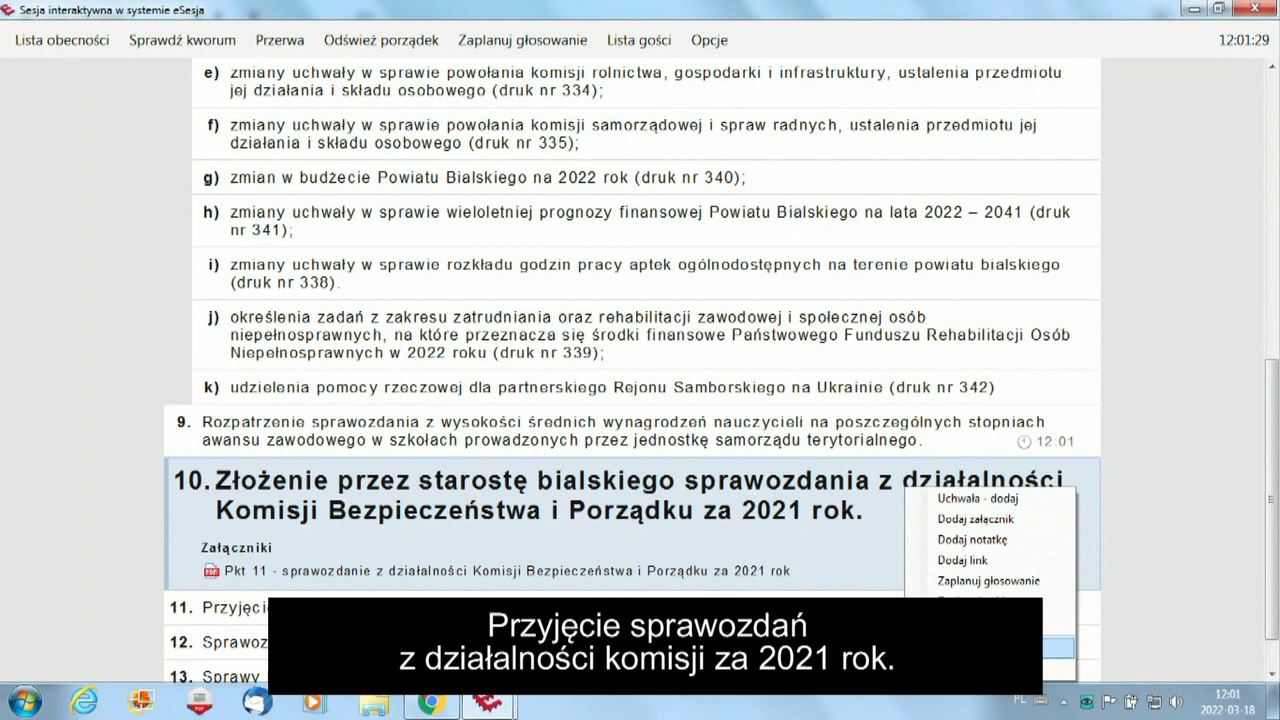 Sesja interaktywna w systemie eSesja
Lista obecności Sprawdź kworum Przerwa Odśwież porządek Zaplanuj głosowanie Lista gości Opcje 12:01:29
e) zmiany uchwały w sprawie powołania komisji rolnictwa, gospodarki i infrastruktury, ustalenia przedmiotu
jej działania i składu osobowego (druk nr 334);
f) zmiany uchwały w sprawie powołania komisji samorządowej i spraw radnych, ustalenia przedmiotu jej
działania i składu osobowego (druk nr 335);
g) zmian w budżecie Powiatu Bialskiego na 2022 rok (druk nr 340);
h) zmiany uchwały w sprawie wieloletniej prognozy finansowej Powiatu Bialskiego na lata 2022 – 2041 (druk
nr 341);
i) zmiany uchwały w sprawie rozkładu godzin pracy aptek ogólnodostępnych na terenie powiatu bialskiego
(druk nr 338).
j) określenia zadań z zakresu zatrudniania oraz rehabilitacji zawodowej i społecznej osób
niepełnosprawnych, na które przeznacza się środki finansowe Państwowego Funduszu Rehabilitacji Osób
Niepełnosprawnych w 2022 roku (druk nr 339);
k) udzielenia pomocy rzeczowej dla partnerskiego Rejonu Samborskiego na Ukrainie (druk nr 342)
9. Rozpatrzenie sprawozdania z wysokości średnich wynagrodzeń nauczycieli na poszczególnych stopniach
awansu zawodowego w szkołach prowadzonych przez jednostkę samorządu terytorialnego. 12:01
10. Złożenie przez starostę bialskiego sprawozdania z działalności
Komisji Bezpieczeństwa i Porządku za 2021 rok.
Załączniki
Pkt 11 - sprawozdanie z działalności Komisji Bezpieczeństwa i Porządku za 2021 rok
Uchwała - dodaj
Dodaj załącznik
Dodaj notatkę
Dodaj link
Zaplanuj głosowanie
11. Przyjęci
12. Sprawoz
13. Sprawy
Przyjęcie sprawozdań
z działalności komisji za 2021 rok.
PL 12:01
2022-03-18